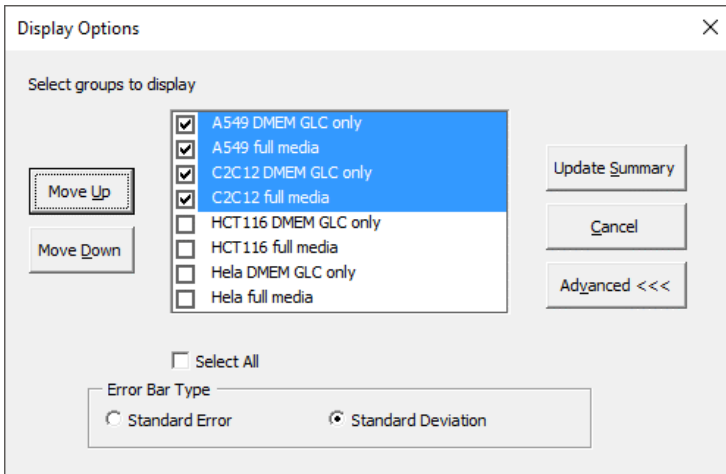 Display Options
Select groups to display
A549 DMEM GLC only
A549 full media
C2C12 DMEM GLC only
C2C12 full media
HCT116 DMEM GLC only
HCT116 full media
Hela DMEM GLC only
Hela full media
Move Up
Move Down
Update Summary
Cancel
Advanced <<<
Select All
Error Bar Type
Standard Error
Standard Deviation